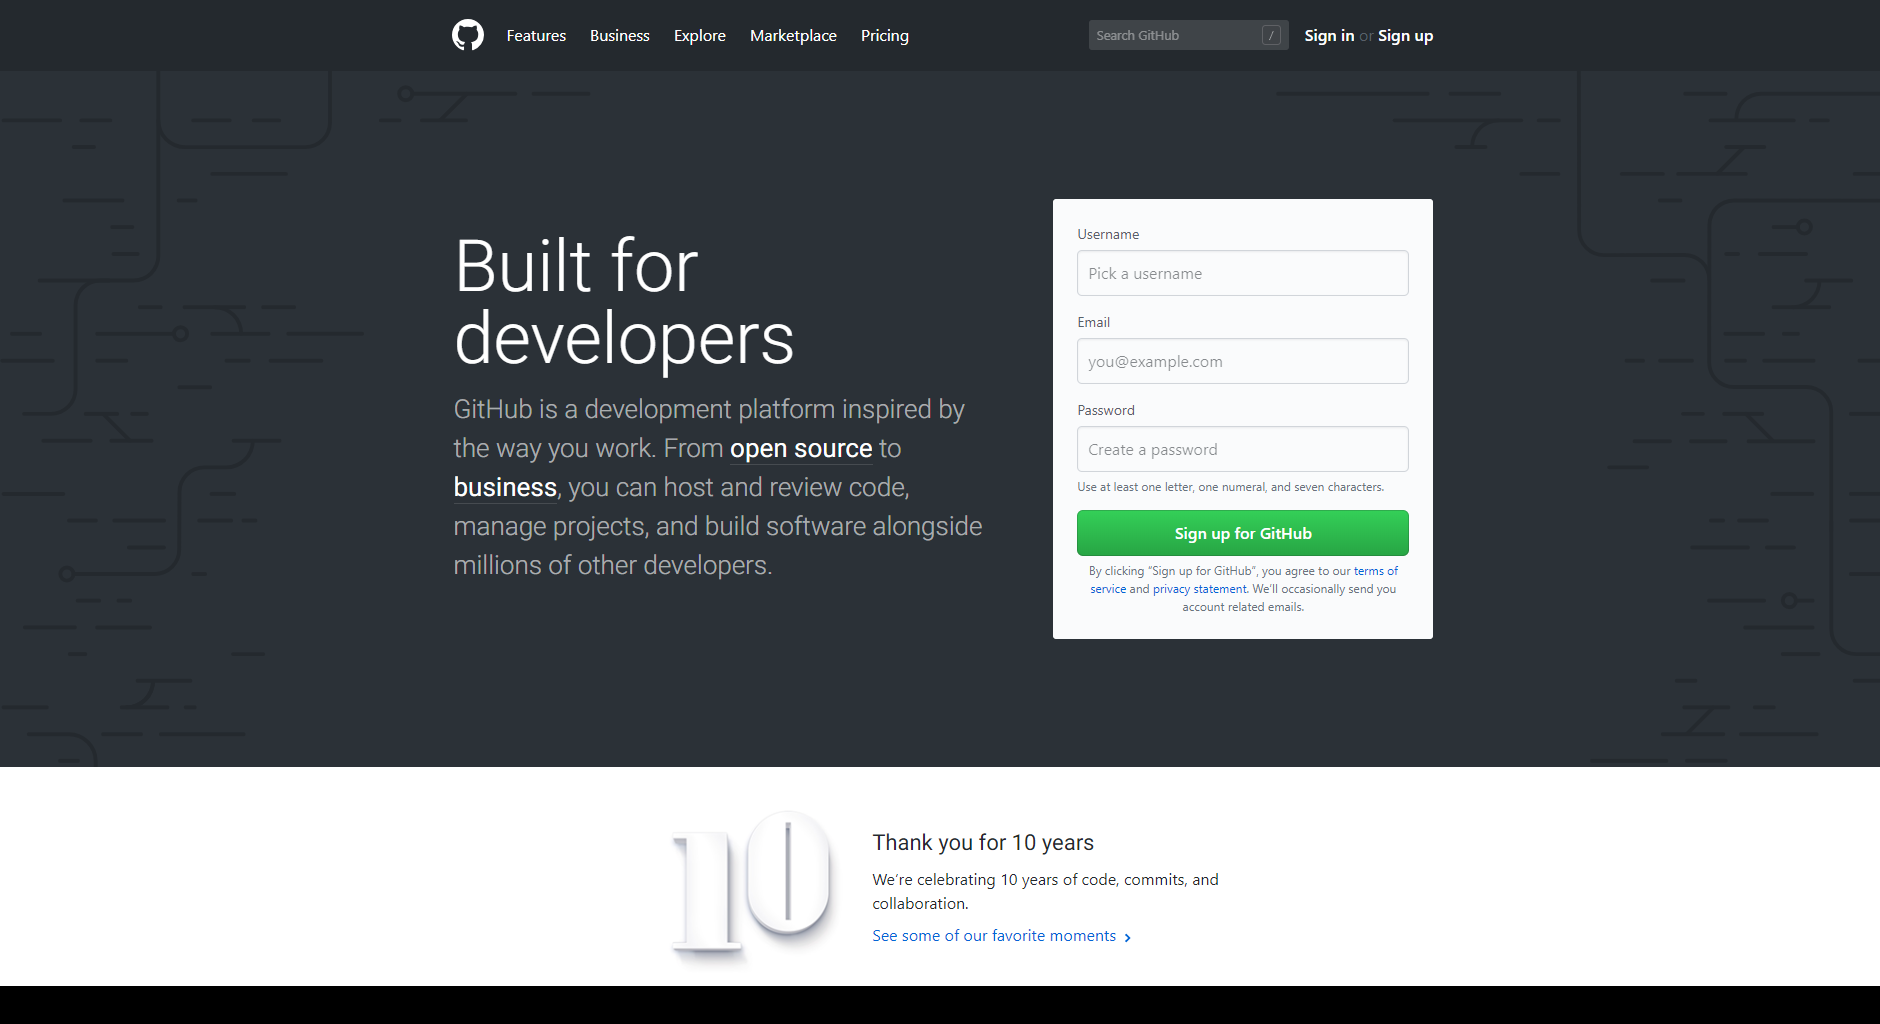 Features Business Explore Marketplace Pricing Search GitHub / Sign in or Sign up
Built for
developers
GitHub is a development platform inspired by
the way you work. From open source to
business, you can host and review code,
manage projects, and build software alongside
millions of other developers.
Username
Pick a username
Email
you@example.com
Password
Create a password
Use at least one letter, one numeral, and seven characters.
Sign up for GitHub
By clicking “Sign up for GitHub”, you agree to our terms of
service and privacy statement. We’ll occasionally send you
account related emails.
10
Thank you for 10 years
We’re celebrating 10 years of code, commits, and
collaboration.
See some of our favorite moments